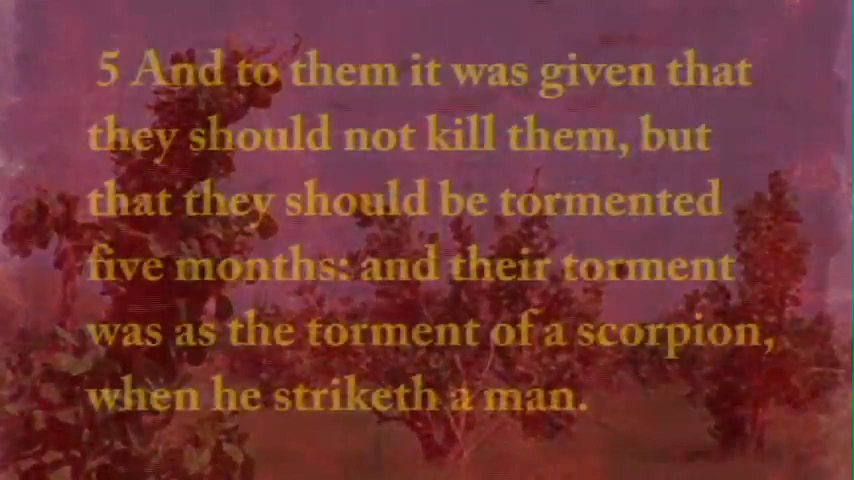 5 And to them it was given that
they should not kill them, but
that they should be tormented
five months: and their torment
was as the torment of a scorpion,
when he striketh a man.